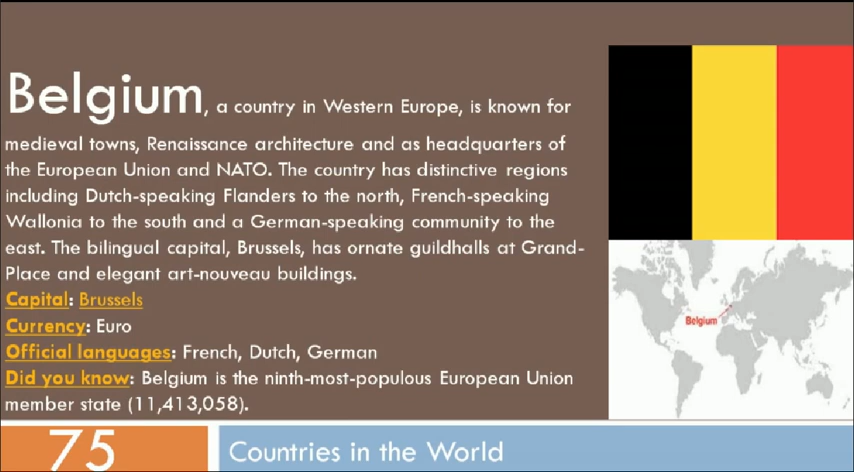 Belgium, a country in Western Europe, is known for
medieval towns, Renaissance architecture and as headquarters of
the European Union and NATO. The country has distinctive regions
including Dutch-speaking Flanders to the north, French-speaking
Wallonia to the south and a German-speaking community to the
east. The bilingual capital, Brussels, has ornate guildhalls at Grand-
Place and elegant art-nouveau buildings.
Capital: Brussels
Currency: Euro
Official languages: French, Dutch, German
Did you know: Belgium is the ninth-most-populous European Union
member state (11,413,058).
Belgium
75
Countries in the World